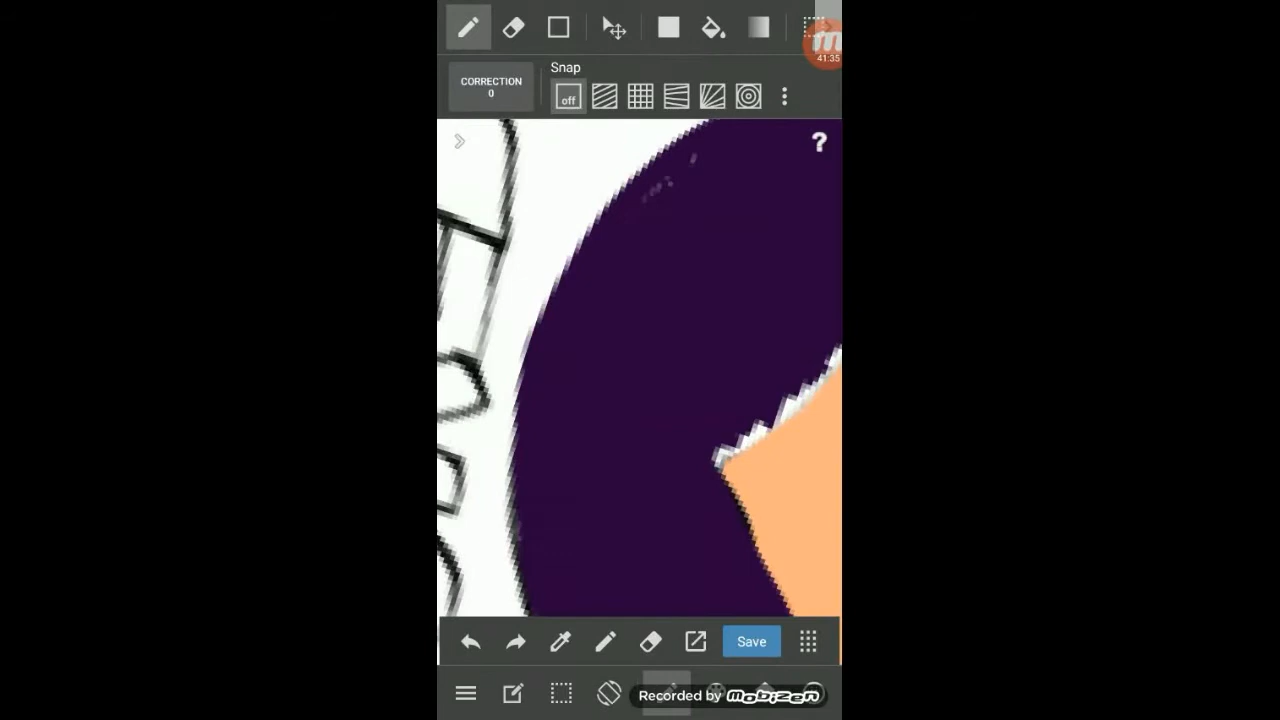 41:35
Snap
CORRECTION
0
off
?
Save
Recorded by MOBIZEN